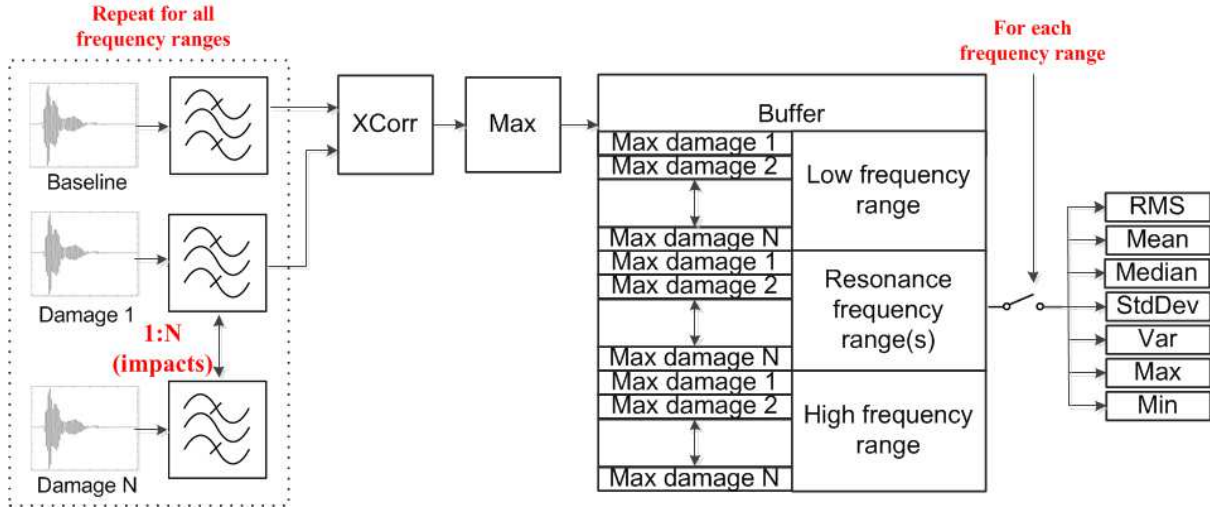 Repeat for all
frequency ranges
Baseline
Damage 1
1:N
(impacts)
Damage N
XCorr
Max
Buffer
Max damage 1
Max damage 2
Max damage N
Low frequency
range
Max damage 1
Max damage 2
Max damage N
Resonance
frequency
range(s)
Max damage 1
Max damage 2
Max damage N
High frequency
range
For each
frequency range
RMS
Mean
Median
StdDev
Var
Max
Min